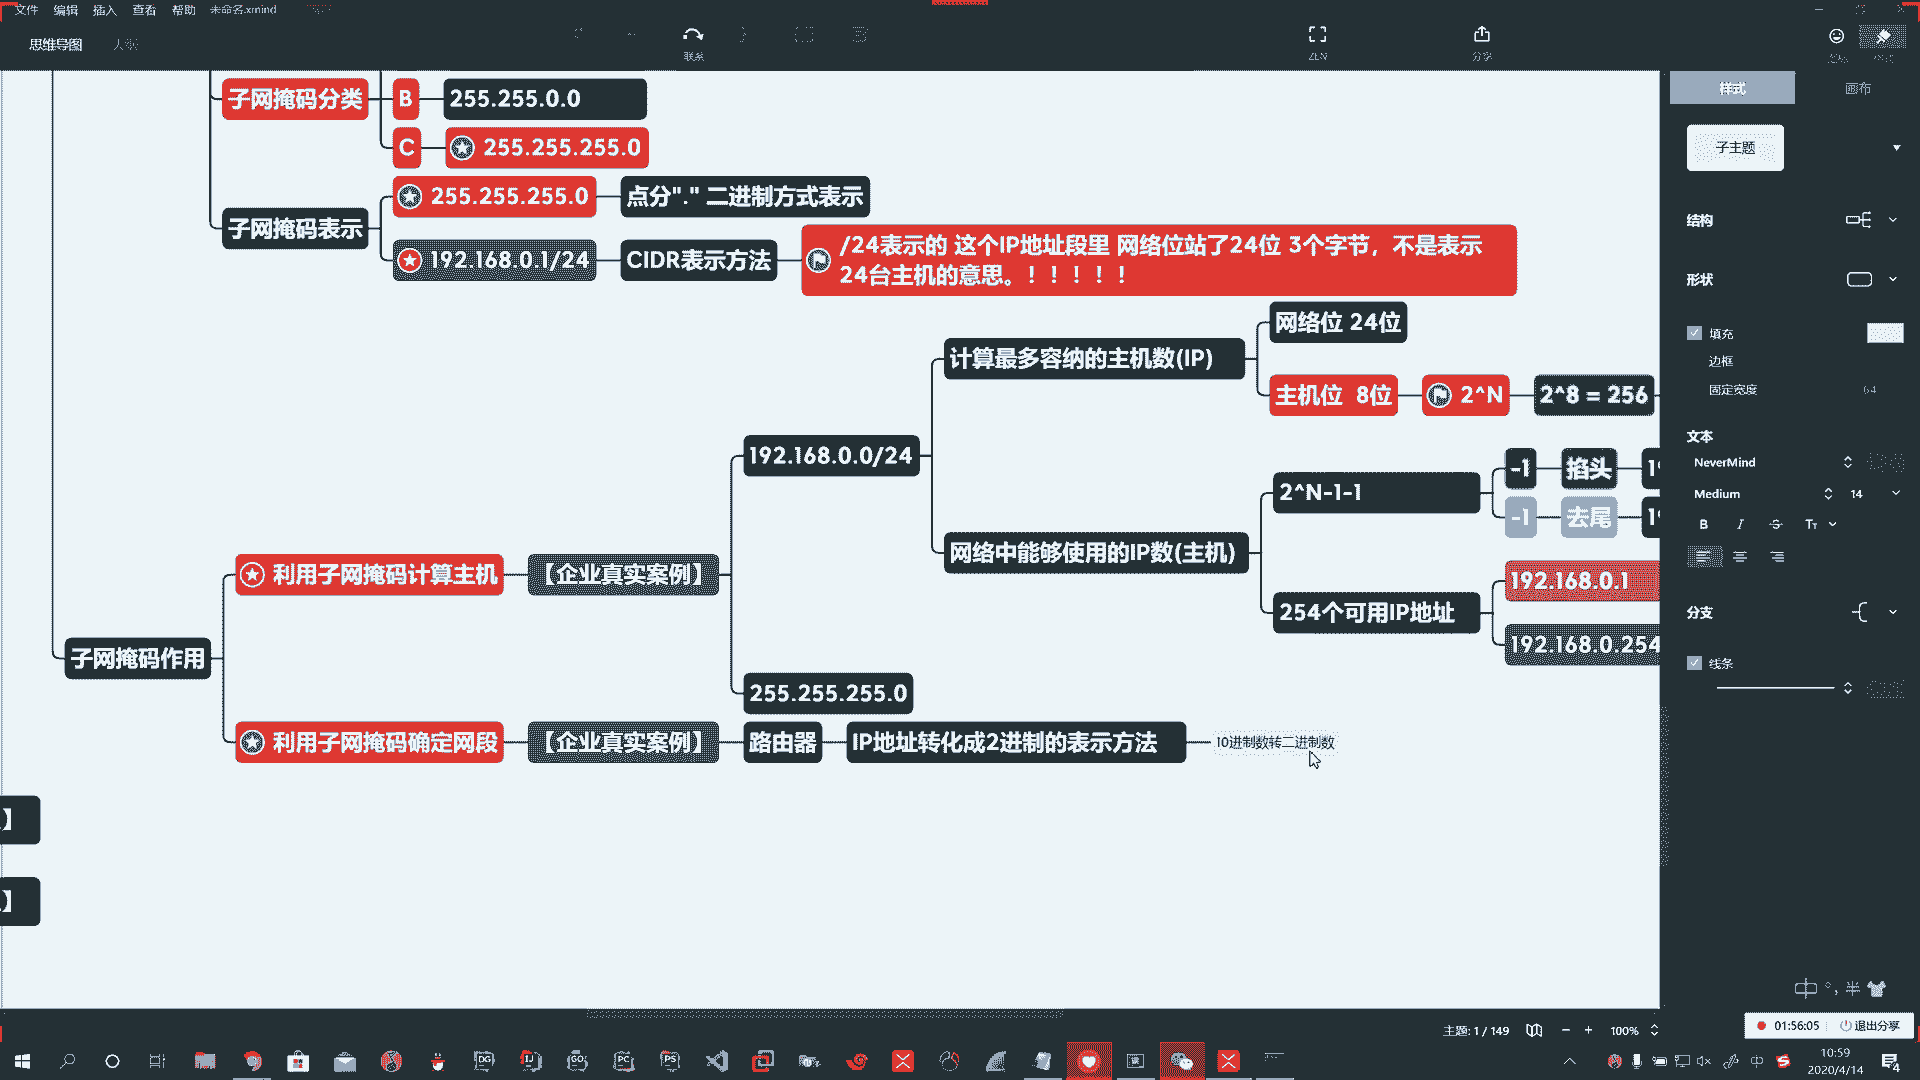 文件 编辑 插入 查看 帮助 未命名.xmind
思维导图
联系
ZEN
分享
子网掩码分类
B
255.255.0.0
C
255.255.255.0
子网掩码表示
255.255.255.0
点分"." 二进制方式表示
192.168.0.1/24
CIDR表示方法
/24表示的 这个IP地址段里 网络位站了24位 3个字节，不是表示
24台主机的意思。！！！！！
子网掩码作用
利用子网掩码计算主机
【企业真实案例】
192.168.0.0/24
计算最多容纳的主机数(IP)
网络位 24位
主机位 8位
2^N
2^8 = 256
网络中能够使用的IP数(主机)
2^N-1-1
-1
掐头
19
-1
去尾
19
254个可用IP地址
192.168.0.1
192.168.0.254
255.255.255.0
利用子网掩码确定网段
【企业真实案例】
路由器
IP地址转化成2进制的表示方法
10进制数转二进制数
】
】
样式
画布
子主题
结构
形状
填充
边框
固定宽度
64
文本
NeverMind
Medium
14
B I S Tт
分支
线条
中 °, 半
主题: 1 / 149
100%
01:56:05
退出分享
DG IJ GO PC PS
中
10:59
2020/4/14
4